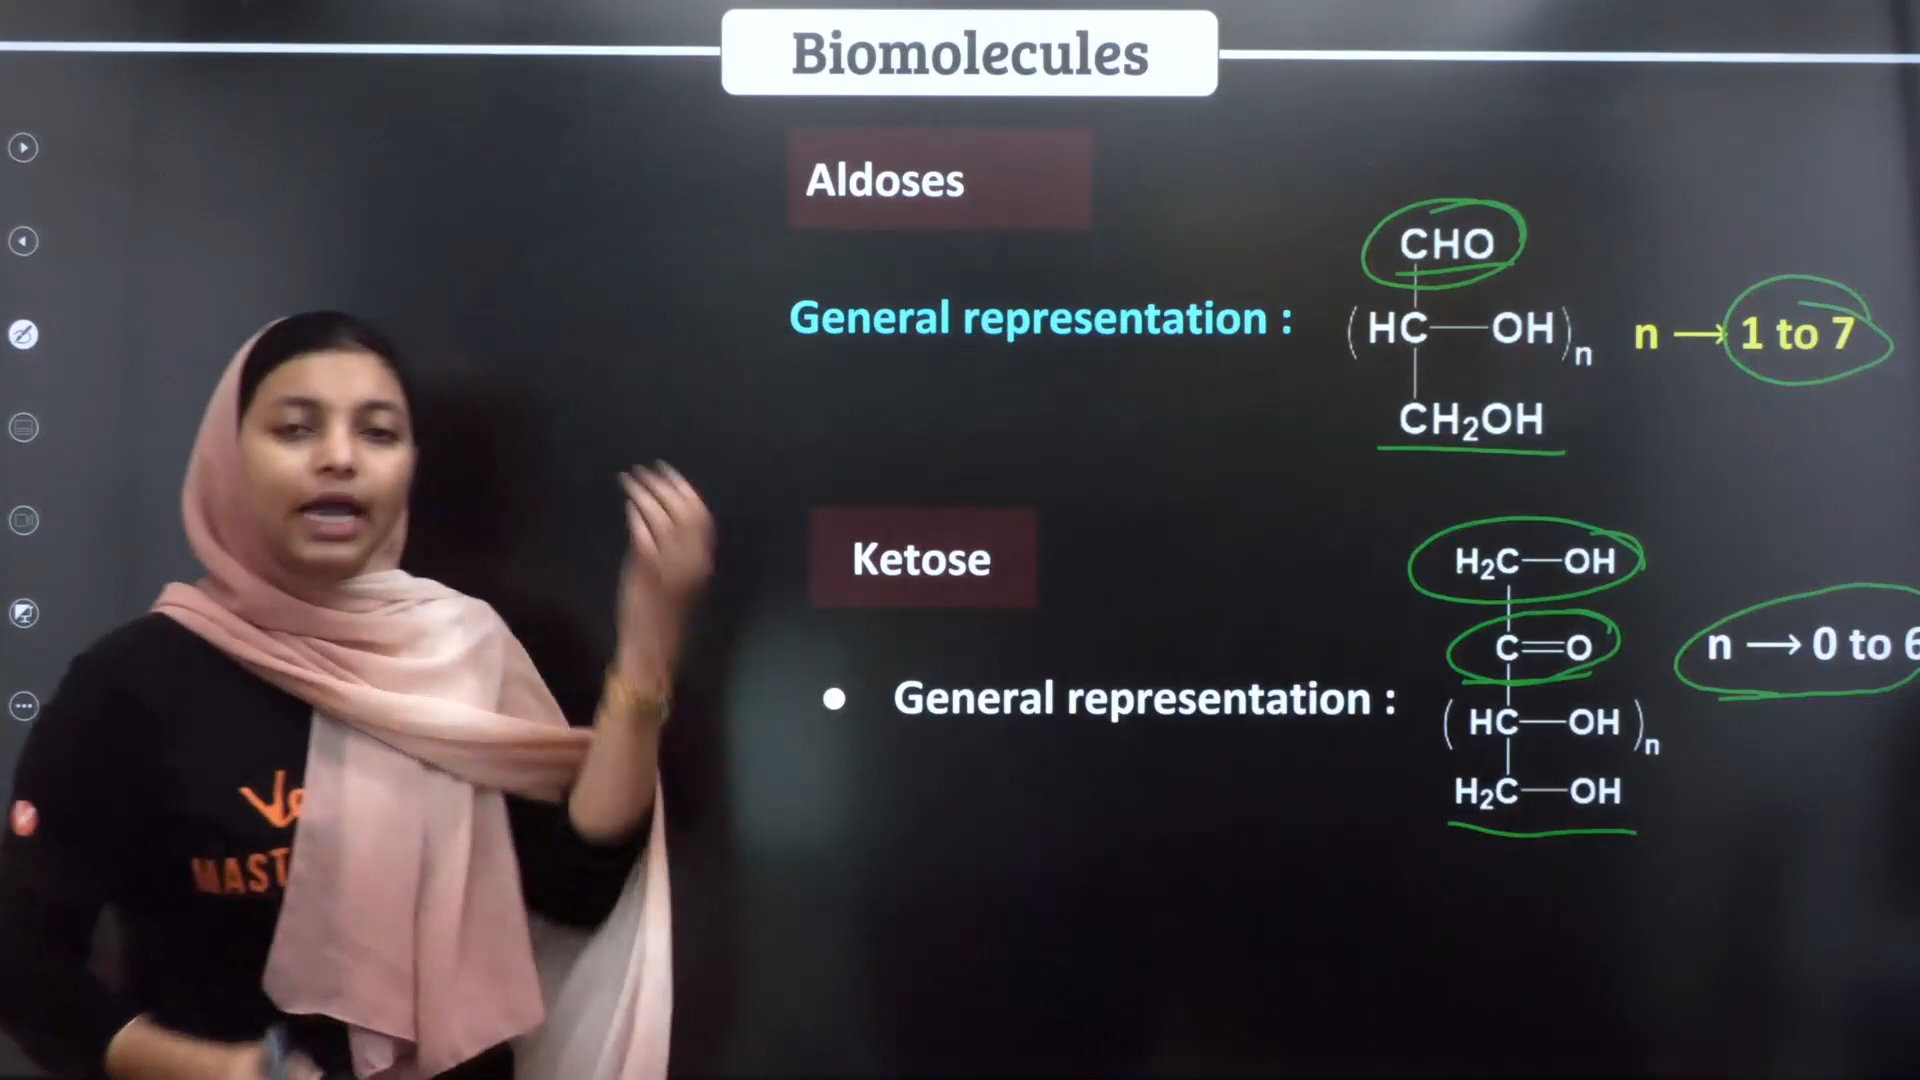 Biomolecules
Aldoses
General representation :
CHO
(HC—OH)n
CH₂OH
n → 1 to 7
Ketose
General representation :
H₂C—OH
C=O
(HC—OH)n
H₂C—OH
n → 0 to 6